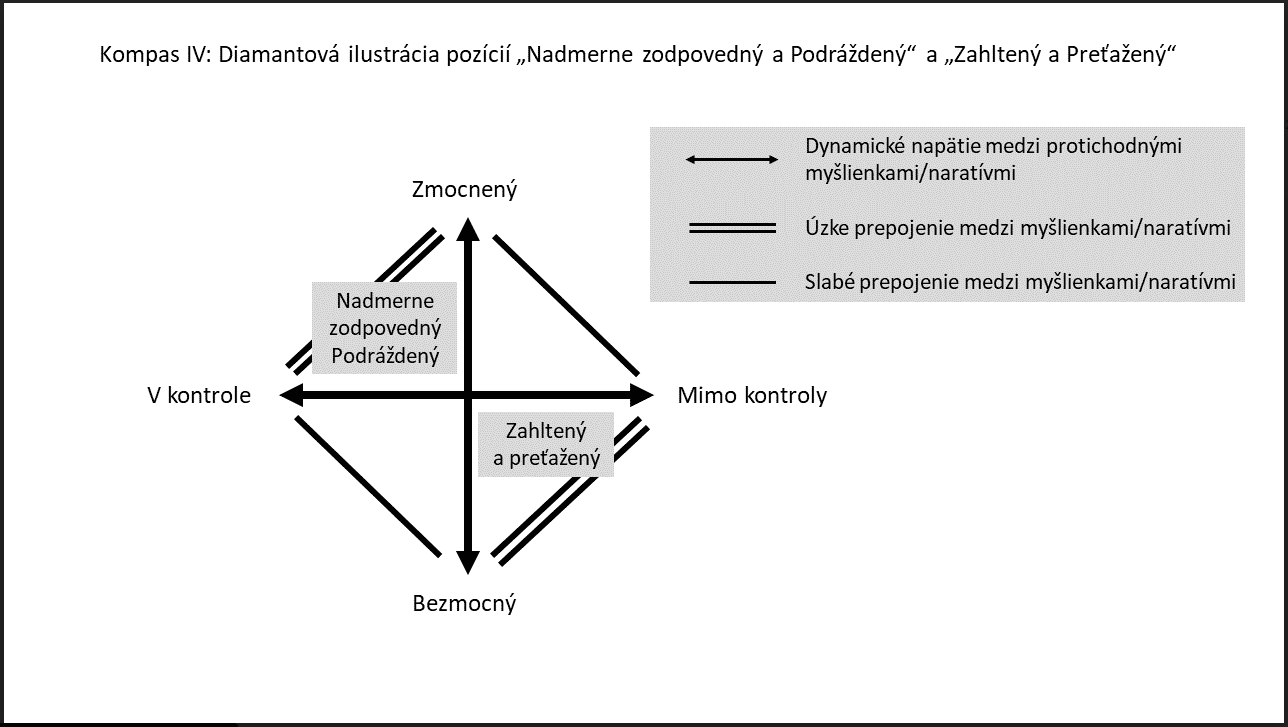 Kompas IV: Diamantová ilustrácia pozícií „Nadmerne zodpovedný a Podráždený“ a „Zahltený a Preťažený“
Dynamické napätie medzi protichodnými
myšlienkami/naratívmi
Úzke prepojenie medzi myšlienkami/naratívmi
Slabé prepojenie medzi myšlienkami/naratívmi
Zmocnený
Nadmerne
zodpovedný
Podráždený
V kontrole
Mimo kontroly
Zahltený
a preťažený
Bezmocný